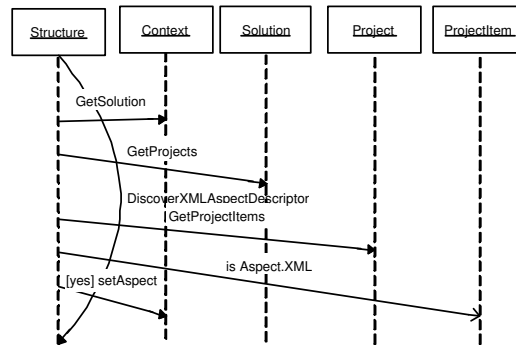 Structure
Context
Solution
Project
ProjectItem
GetSolution
GetProjects
DiscoverXMLAspectDescriptor
GetProjectItems
is Aspect.XML
[yes] setAspect